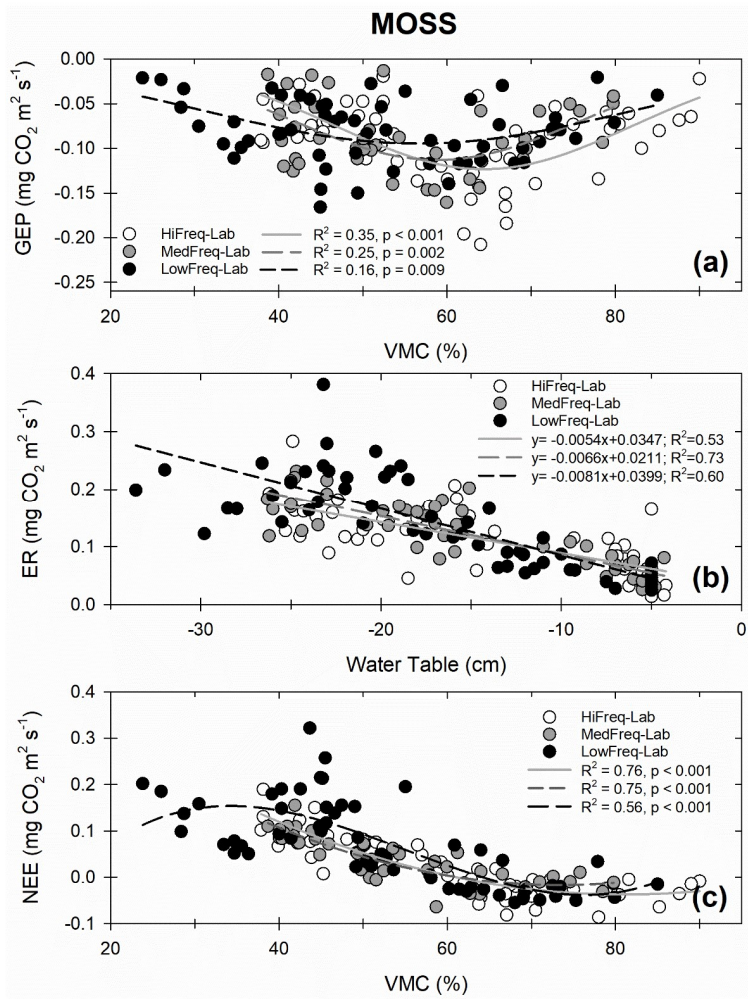 MOSS
0.00
-0.05
-0.10
-0.15
-0.20
-0.25
GEP (mg CO2 m2 s-1)
HiFreq-Lab R2 = 0.35, p < 0.001
MedFreq-Lab R2 = 0.25, p = 0.002
LowFreq-Lab R2 = 0.16, p = 0.009
(a)
20 40 60 80
VMC (%)
0.4
0.3
0.2
0.1
0.0
ER (mg CO2 m2 s-1)
HiFreq-Lab
MedFreq-Lab
LowFreq-Lab
y= -0.0054x+0.0347; R2=0.53
y= -0.0066x+0.0211; R2=0.73
y= -0.0081x+0.0399; R2=0.60
(b)
-30 -20 -10 0
Water Table (cm)
0.4
0.3
0.2
0.1
0.0
-0.1
NEE (mg CO2 m2 s-1)
HiFreq-Lab
MedFreq-Lab
LowFreq-Lab
R2 = 0.76, p < 0.001
R2 = 0.75, p < 0.001
R2 = 0.56, p < 0.001
(c)
20 40 60 80
VMC (%)